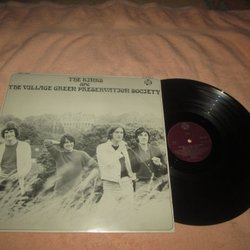 THE KINKS
ARE
THE VILLAGE GREEN PRESERVATION SOCIETY